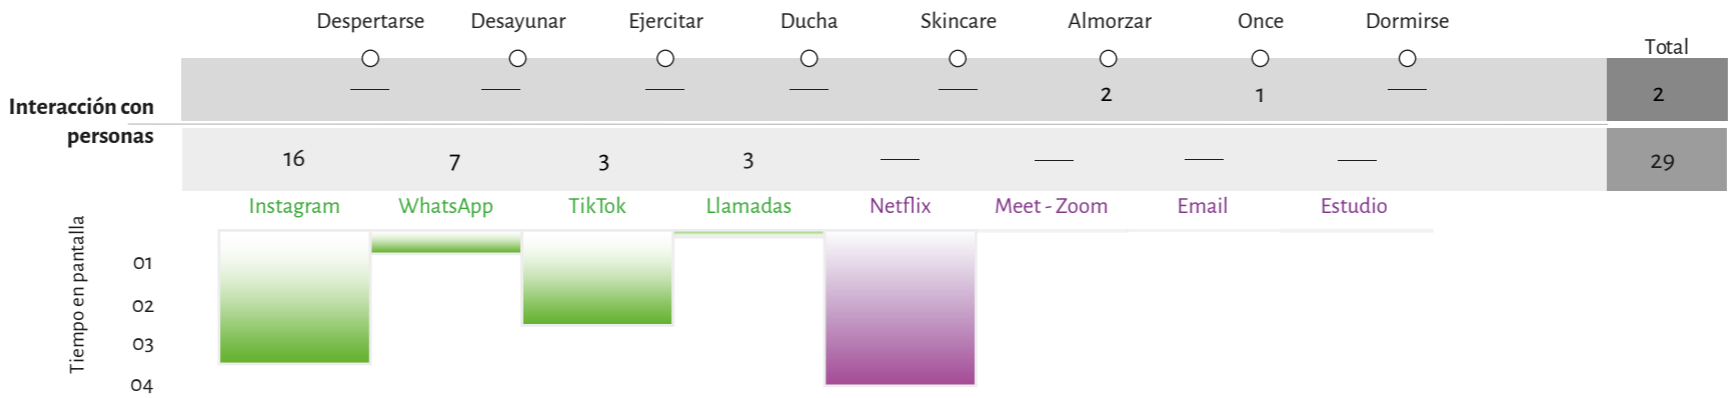 Despertarse Desayunar Ejercitar Ducha Skincare Almorzar Once Dormirse
Total
— — — — — 2 1 — 2
Interacción con
personas
16 7 3 3 — — — — 29
Instagram WhatsApp TikTok Llamadas Netflix Meet - Zoom Email Estudio
Tiempo en pantalla
01
02
03
04